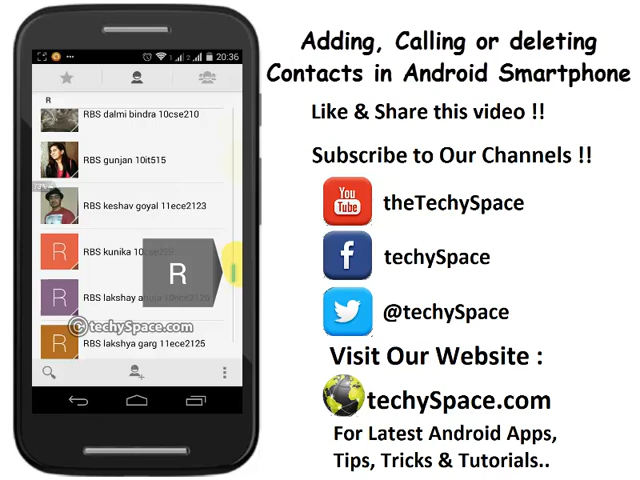 Adding, Calling or deleting
Contacts in Android Smartphone
Like & Share this video !!
Subscribe to Our Channels !!
You
Tube
theTechySpace
f
techySpace
@techySpace
Visit Our Website :
techySpace.com
For Latest Android Apps,
Tips, Tricks & Tutorials..
20:36
R
RBS dalmi bindra 10cse210
RBS gunjan 10it515
RBS keshav goyal 11ece2123
R
RBS kunika
R
R
RBS lakshay
© techySpace.com
R
RBS lakshya garg 11ece2125